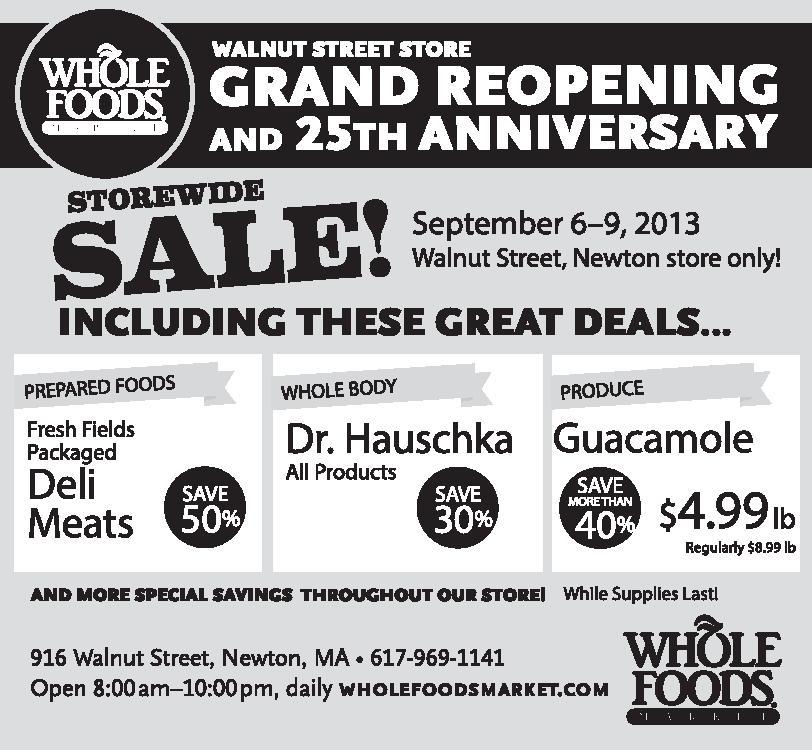 WHOLE
FOODS
MARKET
WALNUT STREET STORE
GRAND REOPENING
AND 25TH ANNIVERSARY
STOREWIDE
SALE!
September 6–9, 2013
Walnut Street, Newton store only!
INCLUDING THESE GREAT DEALS...
PREPARED FOODS
Fresh Fields
Packaged
Deli
Meats
SAVE
50%
WHOLE BODY
Dr. Hauschka
All Products
SAVE
30%
PRODUCE
Guacamole
SAVE
MORE THAN
40%
$4.99 lb
Regularly $8.99 lb
AND MORE SPECIAL SAVINGS THROUGHOUT OUR STORE! While Supplies Last!
916 Walnut Street, Newton, MA • 617-969-1141
Open 8:00am–10:00pm, daily WHOLEFOODSMARKET.COM
WHOLE
FOODS
MARKET